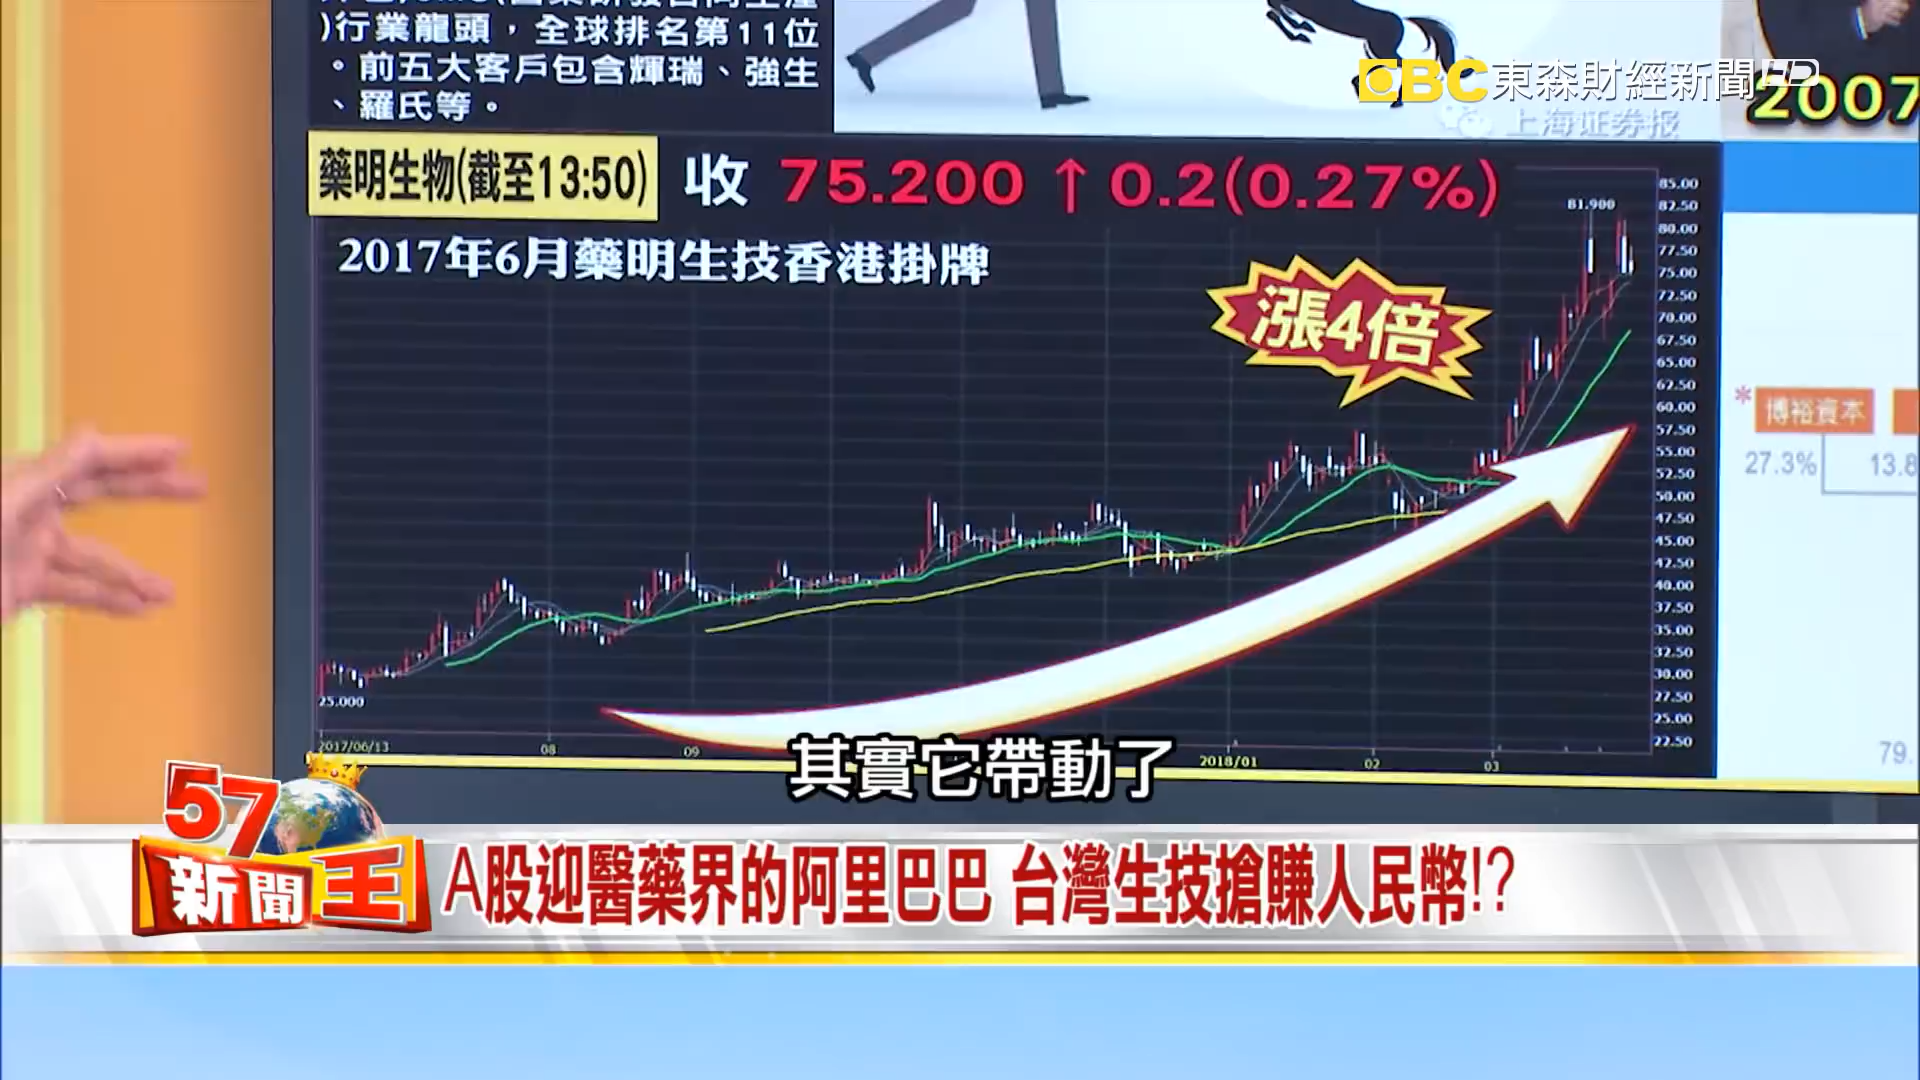 )行業龍頭，全球排名第11位
。前五大客戶包含輝瑞、強生
、羅氏等。
EBC東森財經新聞HD
上海证券报
2007
藥明生物(截至13:50)
收 75.200 ↑ 0.2(0.27%)
2017年6月藥明生技香港掛牌
漲4倍
81.900
25.000
85.00
82.50
80.00
77.50
75.00
72.50
70.00
67.50
65.00
62.50
60.00
57.50
55.00
52.50
50.00
47.50
45.00
42.50
40.00
37.50
35.00
32.50
30.00
27.50
25.00
22.50
2017/06/13 08 09 2018/01 02 03
*博裕資本
27.3% 13.8
79.
其實它帶動了
57新聞王
A股迎醫藥界的阿里巴巴 台灣生技搶賺人民幣!?